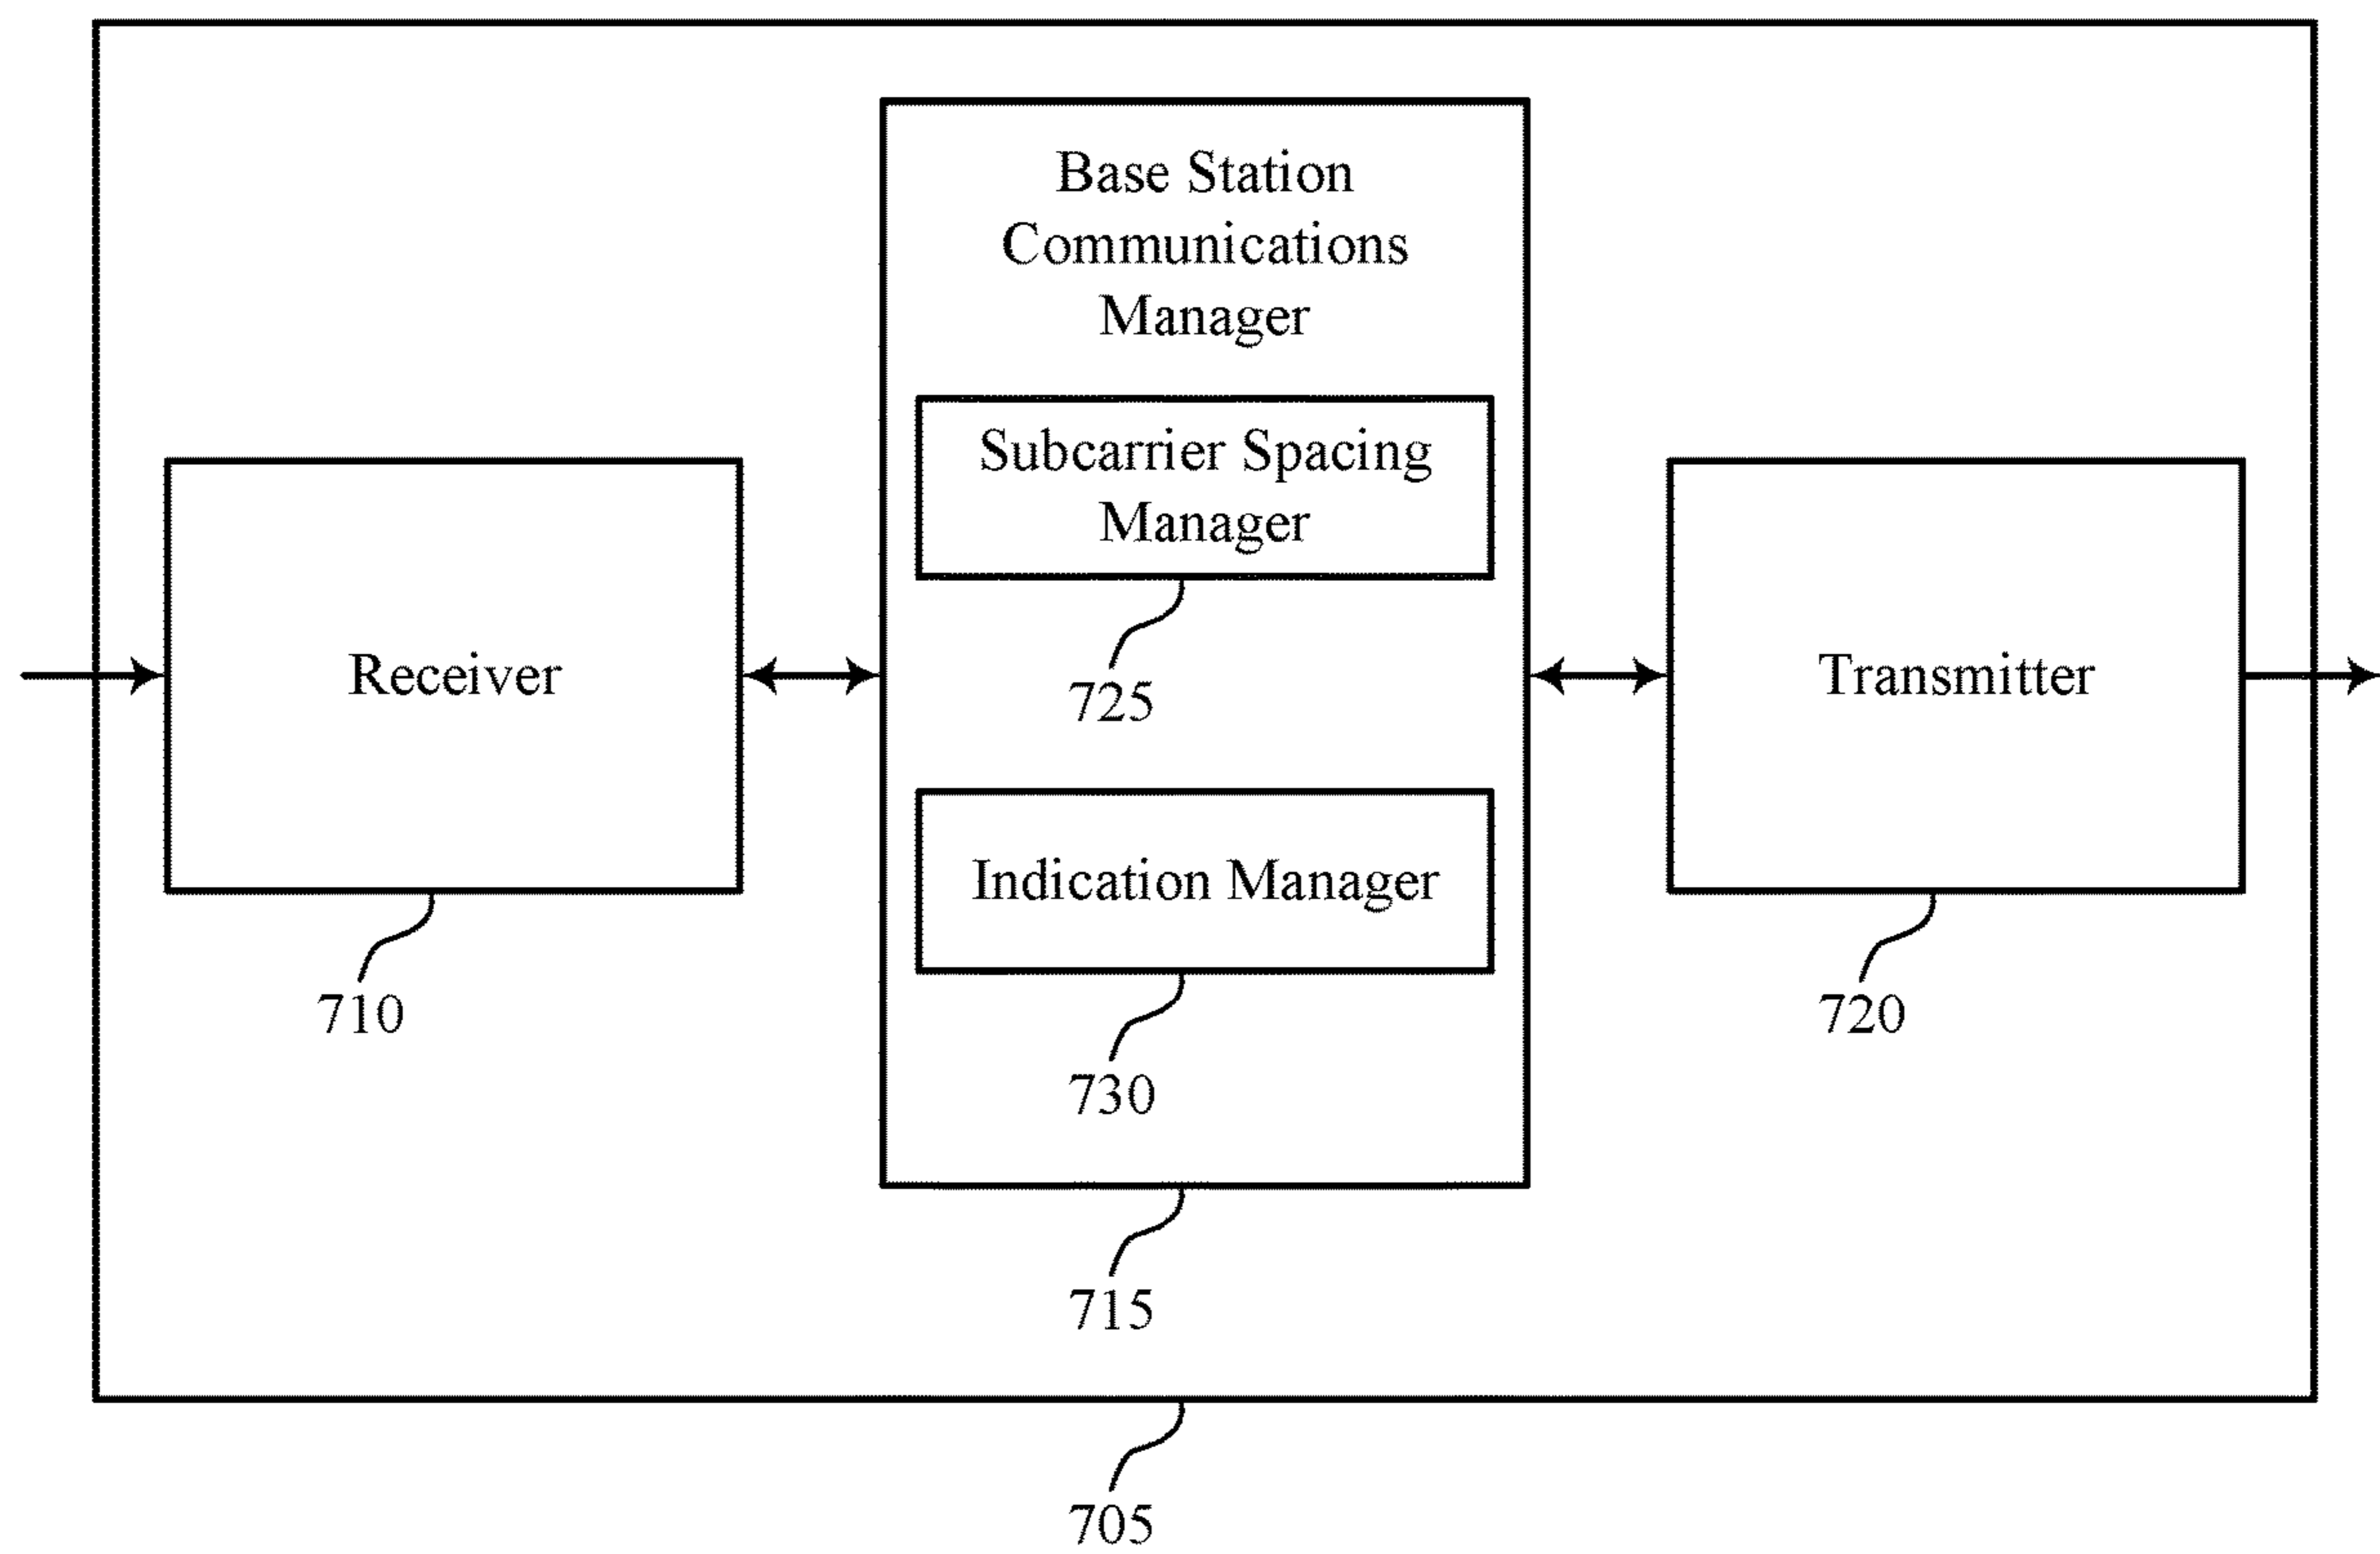 Base Station
Communications
Manager
Subcarrier Spacing
Manager
725
Receiver
710
Indication Manager
730
Transmitter
720
715
705